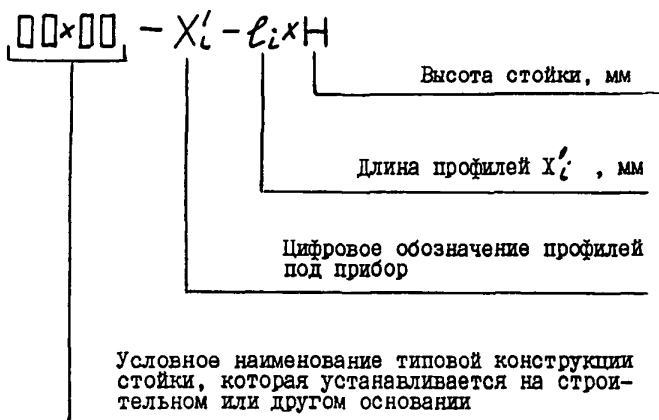 ▯▯×▯▯ – X′i – ℓi × H
Высота стойки, мм
Длина профилей X′i , мм
Цифровое обозначение профилей
под прибор
Условное наименование типовой конструкции
стойки, которая устанавливается на строи-
тельном или другом основании